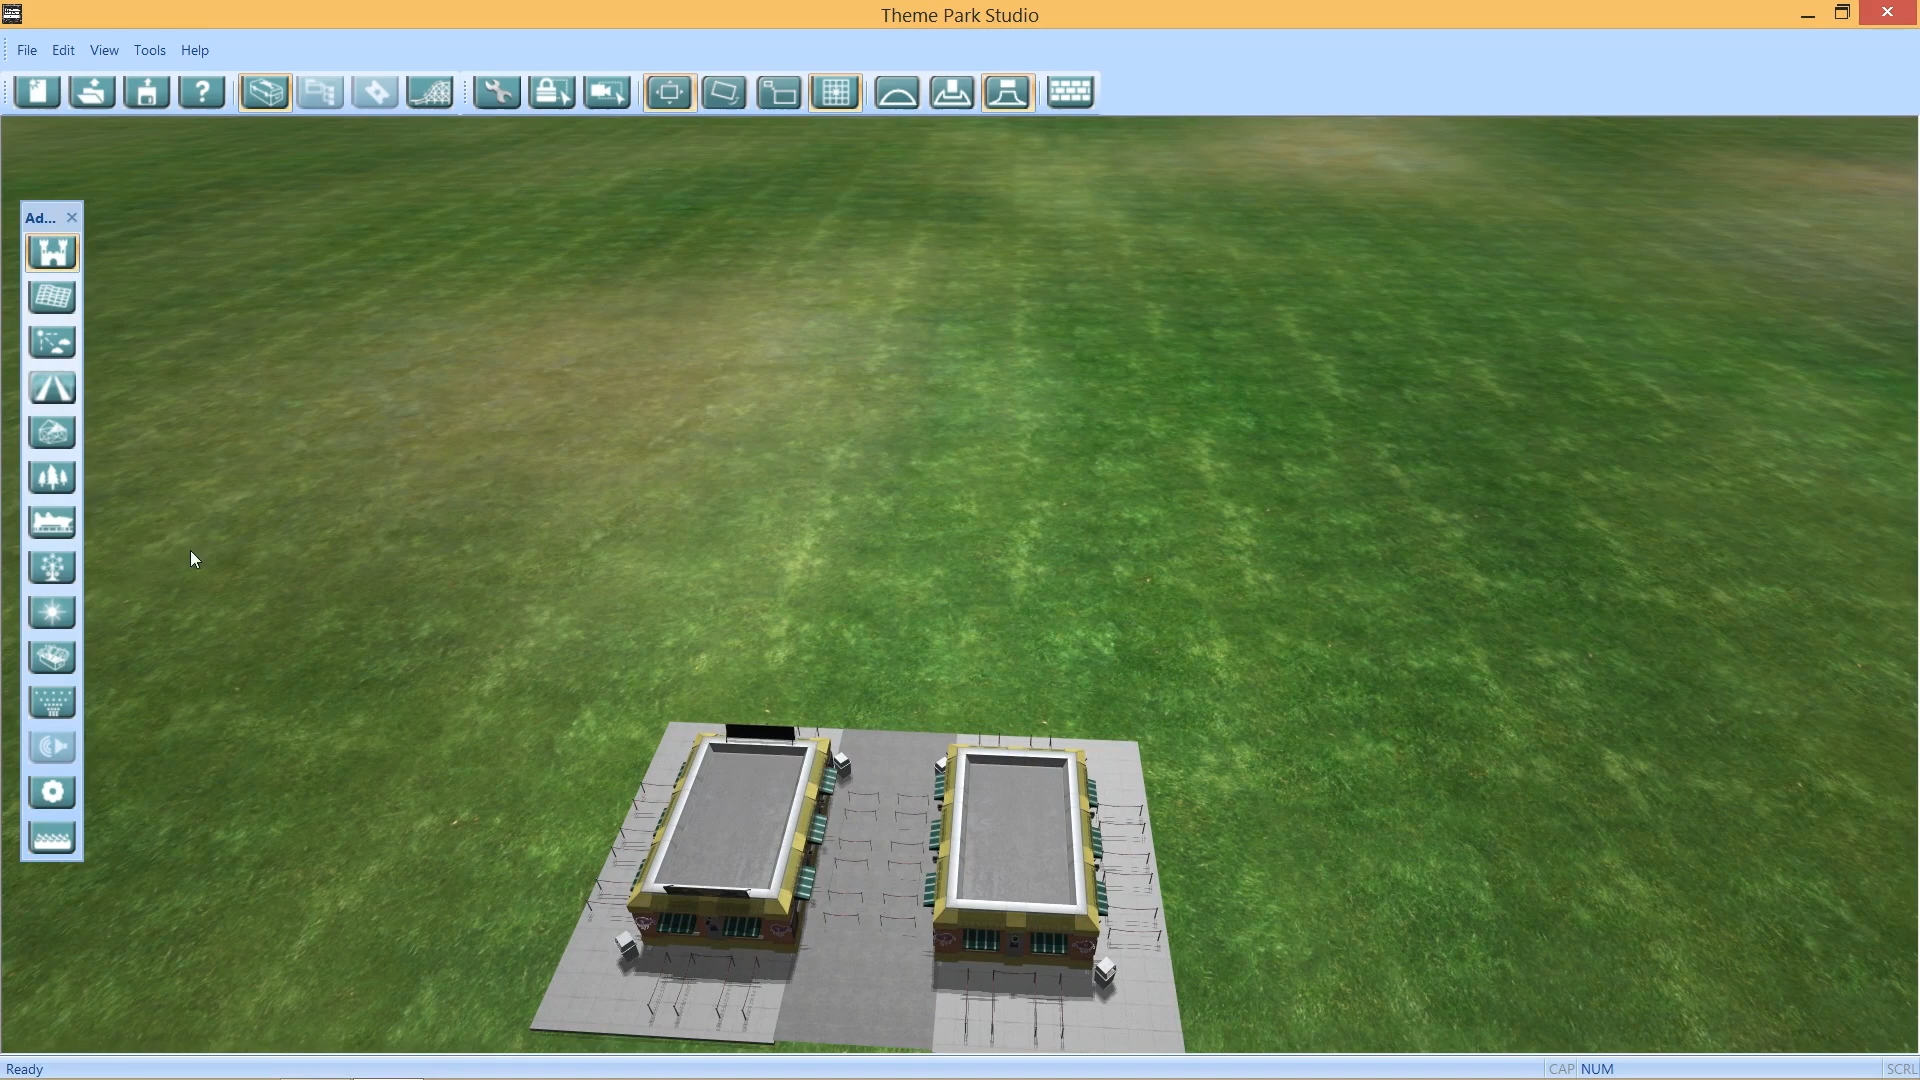 Theme Park Studio
File Edit View Tools Help
?
Ad...
Ready
CAP NUM SCRL